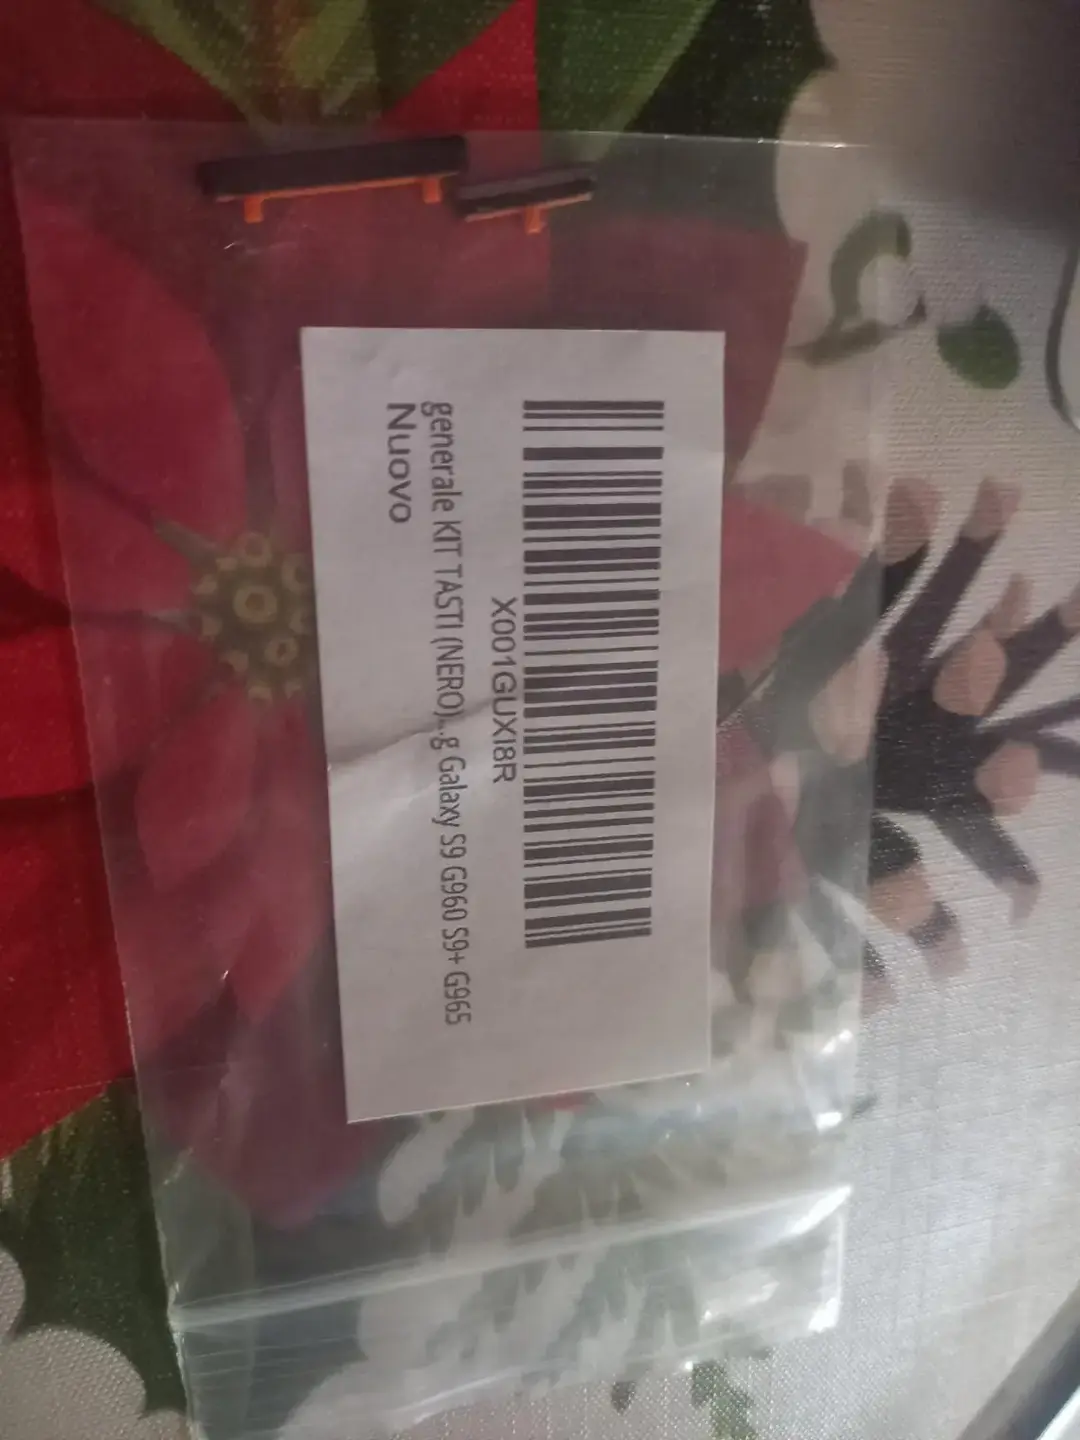 X001GUXI8R
generale KIT TASTI (NERO)...g Galaxy S9 G960 S9+ G965
Nuovo